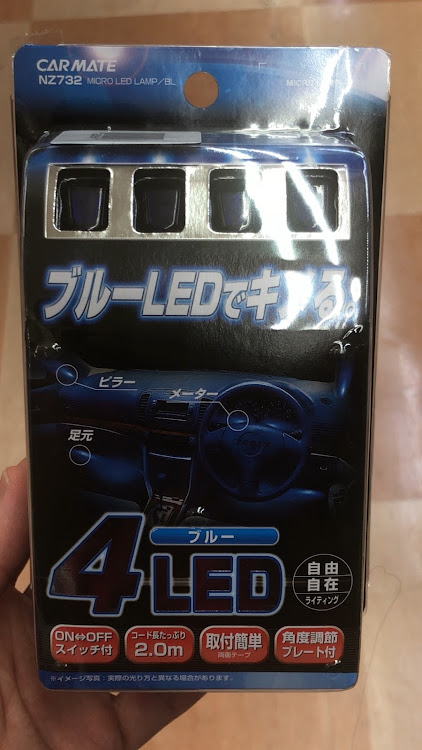 CAR MATE
NZ732 MICRO LED LAMP/BL
ブルーLEDでキメる。
ピラー
メーター
足元
ブルー
4 LED
自由
自在
ライティング
ON⇔OFF
スイッチ付
コード長たっぷり
2.0m
取付簡単
両面テープ
角度調節
プレート付
※イメージ写真：実際の光り方と異なる場合があります。